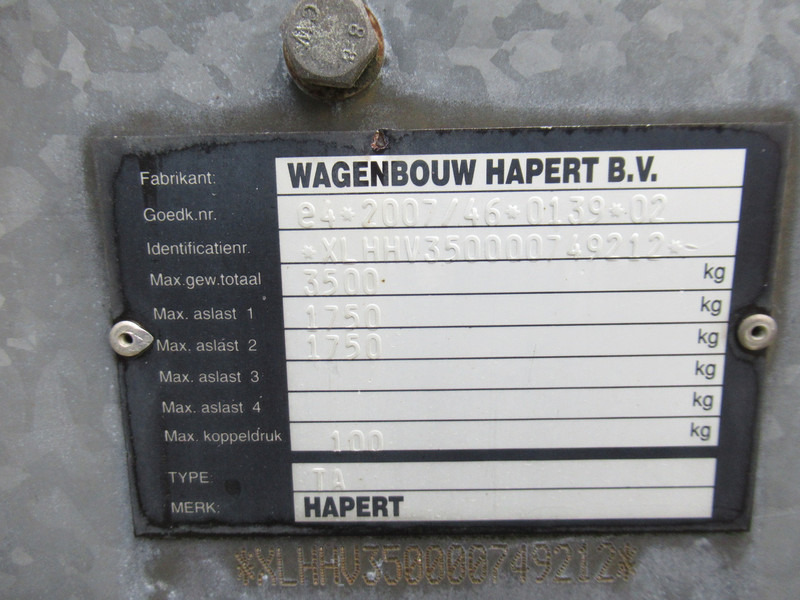 8.8
Fabrikant: WAGENBOUW HAPERT B.V.
Goedk.nr. e4*2007/46*0139*02
Identificatienr. *XLHHV350000749212*-
Max.gew.totaal 3500 kg
Max. aslast 1 1750 kg
Max. aslast 2 1750 kg
Max. aslast 3 kg
Max. aslast 4 kg
Max. koppeldruk 100 kg
TYPE: TA
MERK: HAPERT
*XLHHV350000749212*